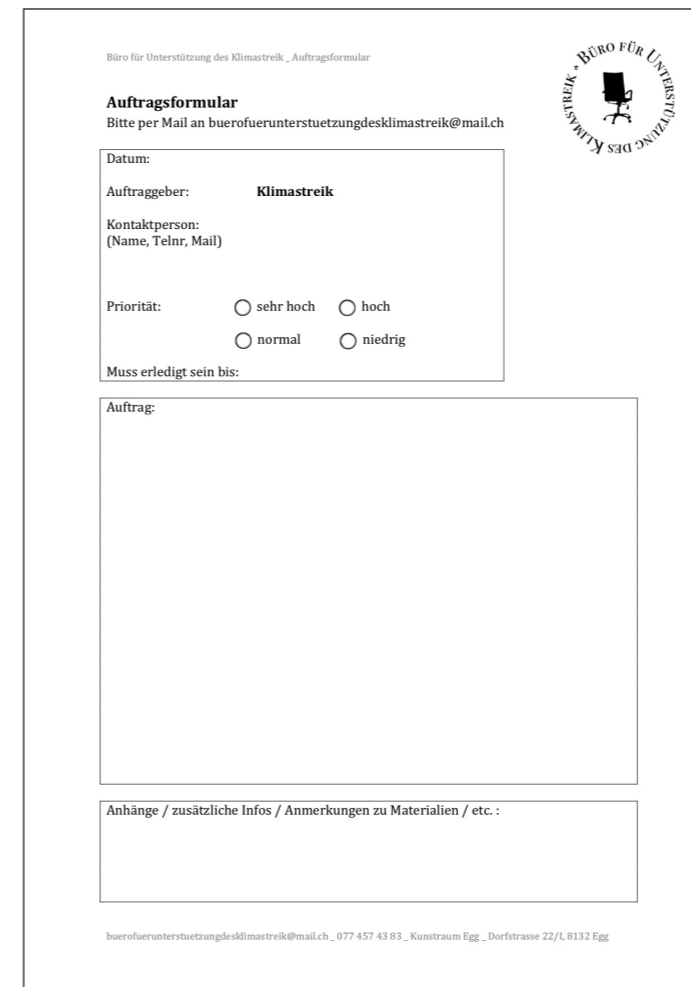 Büro für Unterstützung des Klimastreik _ Auftragsformular
BÜRO FÜR UNTERSTÜTZUNG DES KLIMASTREIK
Auftragsformular
Bitte per Mail an buerofuerunterstuetzungdesklimastreik@mail.ch
Datum:
Auftraggeber: Klimastreik
Kontaktperson:
(Name, Telnr, Mail)
Priorität: sehr hoch hoch
normal niedrig
Muss erledigt sein bis:
Auftrag:
Anhänge / zusätzliche Infos / Anmerkungen zu Materialien / etc. :
buerofuerunterstuetzungdesklimastreik@mail.ch _ 077 457 43 83 _ Kunstraum Egg _ Dorfstrasse 22/I, 8132 Egg